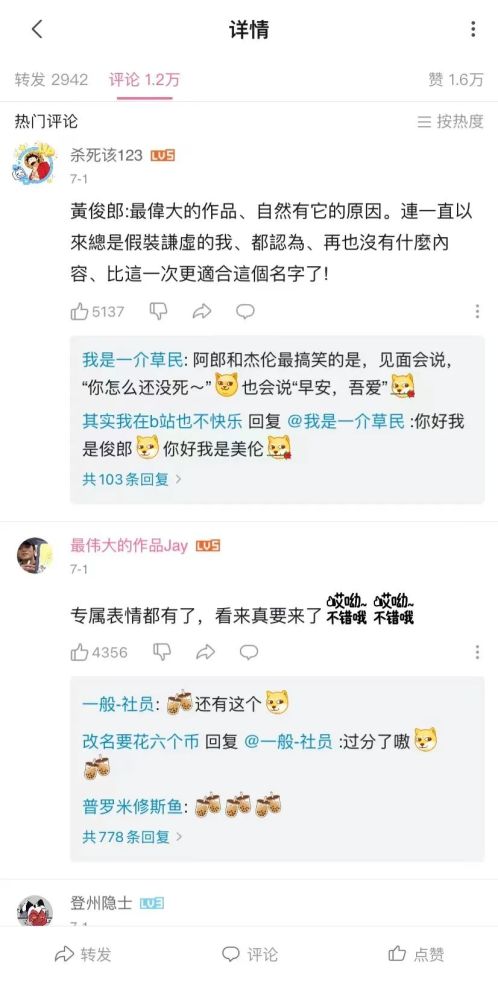 详情
转发 2942 评论 1.2万 赞 1.6万
热门评论 按热度
杀死该123 LV5
7-1
黃俊郎:最偉大的作品、自然有它的原因。連一直以
來總是假裝謙虛的我、都認為、再也沒有什麼內
容、比這一次更適合這個名字了!
5137
我是一介草民: 阿郎和杰伦最搞笑的是，见面会说，
“你怎么还没死～” 也会说“早安，吾爱”
其实我在b站也不快乐 回复 @我是一介草民 :你好我
是俊郎 你好我是美伦
共103条回复
最伟大的作品Jay LV5
7-1
专属表情都有了，看来真要来了 哎呦~不错哦 哎呦~不错哦
4356
一般-社员: 还有这个
改名要花六个币 回复 @一般-社员 :过分了嗷
普罗米修斯鱼:
共778条回复
登州隐士 LV3
7-1
转发 评论 点赞